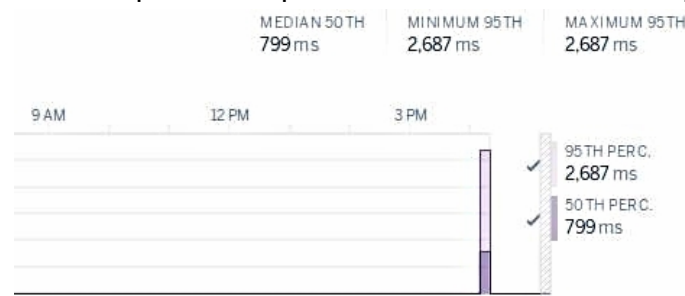 MEDIAN 50TH
799 ms
MINIMUM 95TH
2,687 ms
MAXIMUM 95TH
2,687 ms
9 AM
12 PM
3 PM
95TH PERC.
2,687 ms
50TH PERC.
799 ms